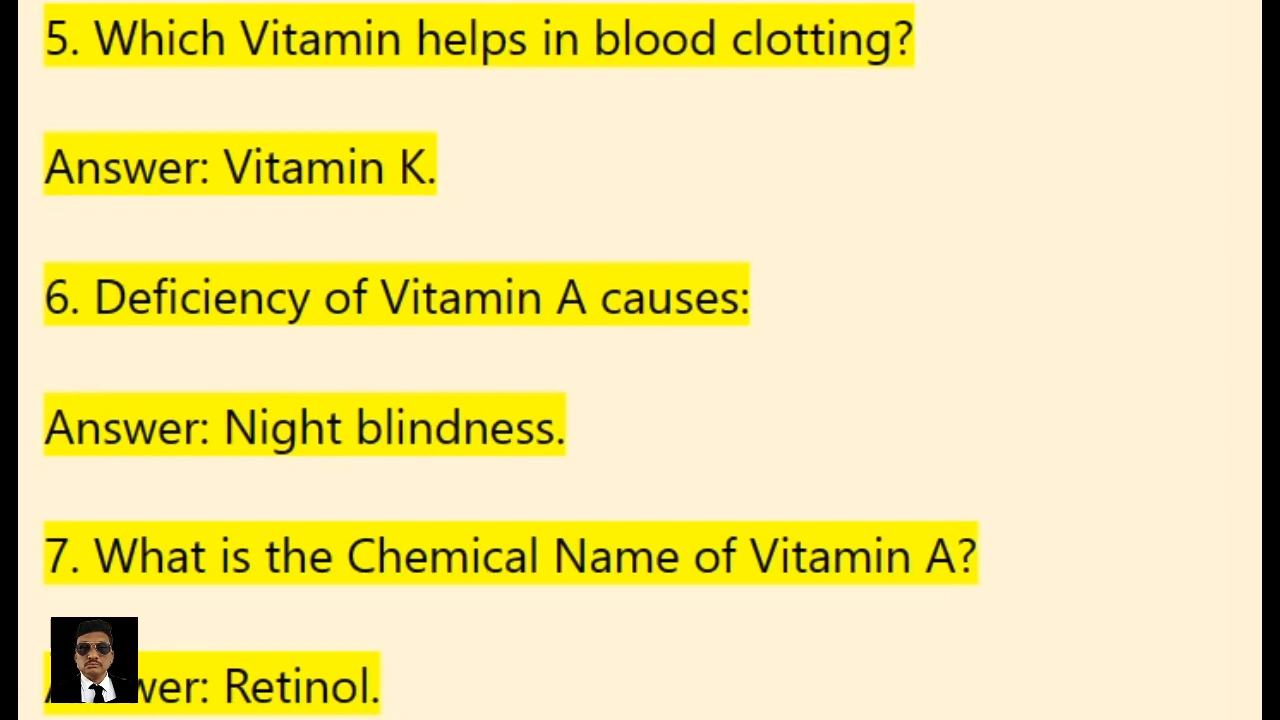 5. Which Vitamin helps in blood clotting?
Answer: Vitamin K.
6. Deficiency of Vitamin A causes:
Answer: Night blindness.
7. What is the Chemical Name of Vitamin A?
Retinol.